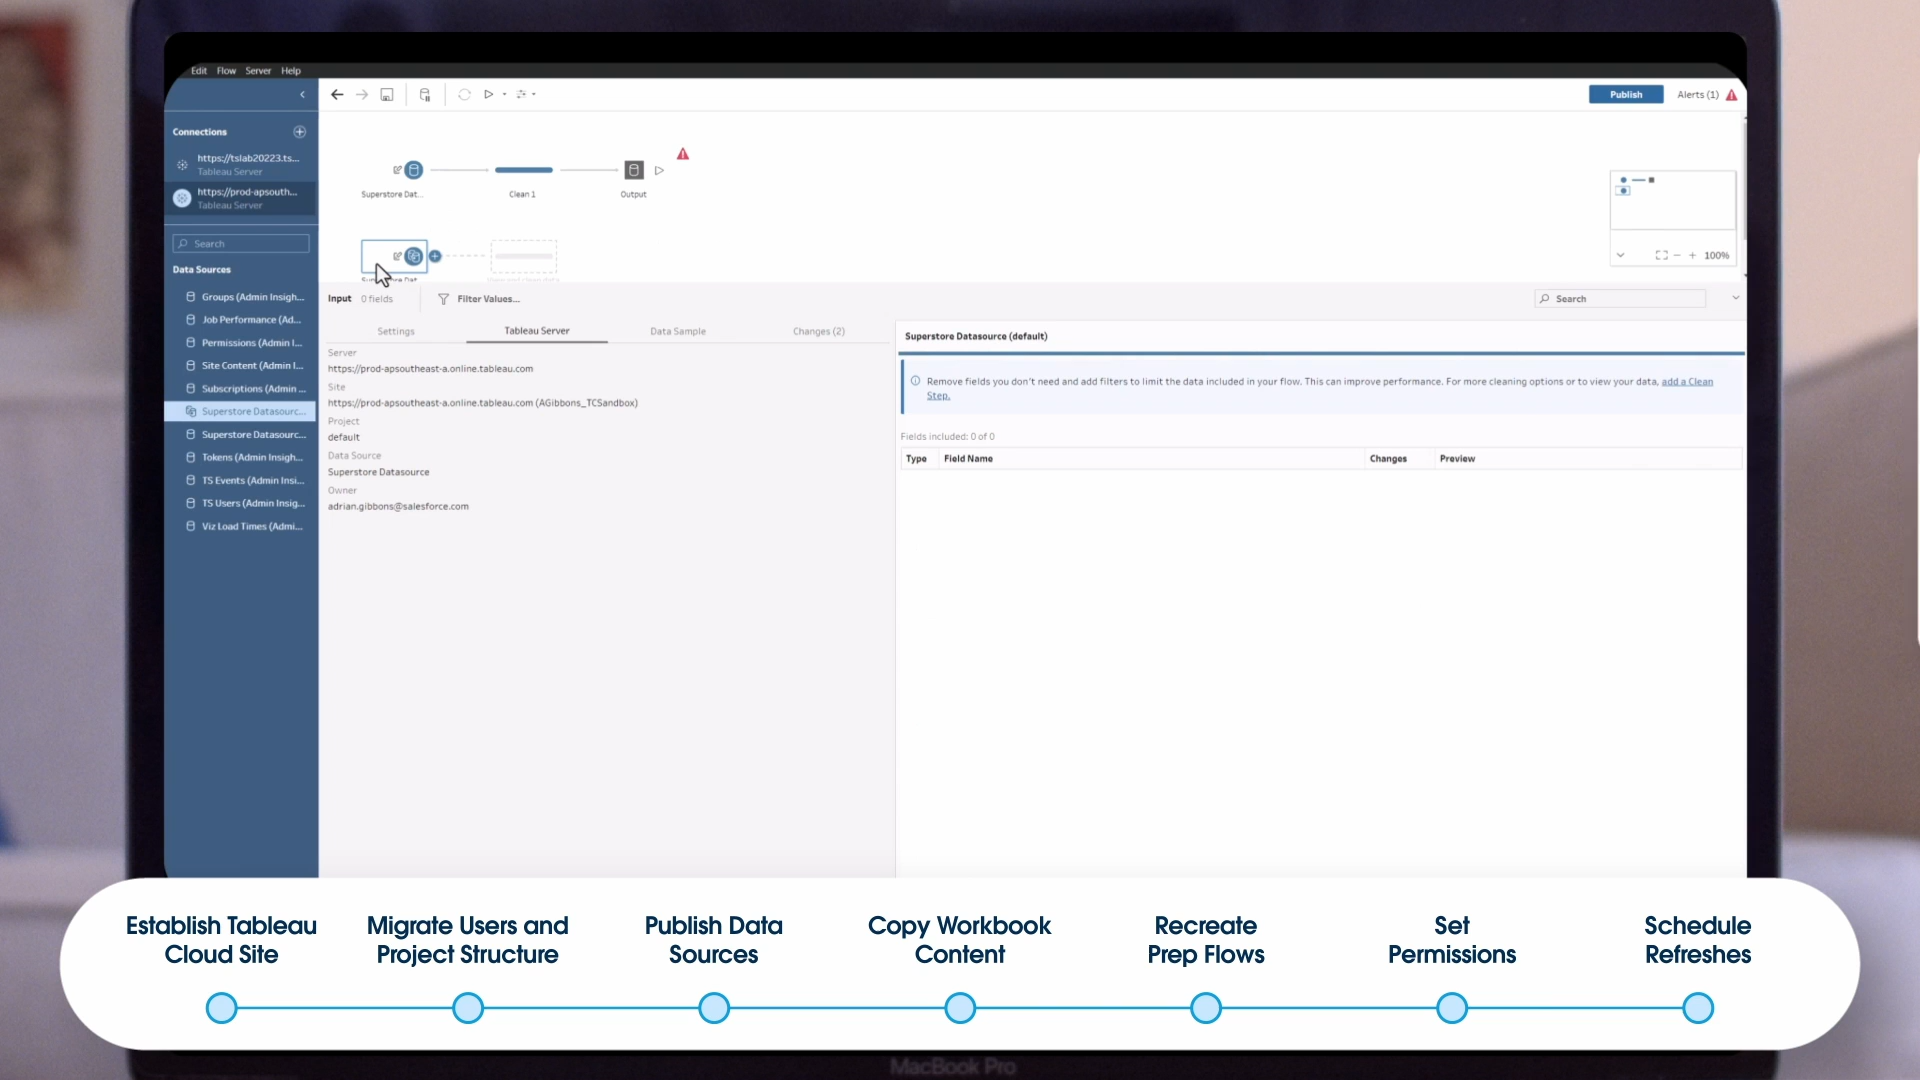 Edit Flow Server Help
Publish
Alerts (1)
Connections
https://tslab20223.ts...
Tableau Server
https://prod-apsouth...
Tableau Server
Search
Data Sources
Groups (Admin Insigh...
Job Performance (Ad...
Permissions (Admin I...
Site Content (Admin I...
Subscriptions (Admin ...
Superstore Datasourc...
Superstore Datasourc...
Tokens (Admin Insigh...
TS Events (Admin Insi...
TS Users (Admin Insig...
Viz Load Times (Admi...
Superstore Dat...
Clean 1
Output
100%
Input 0 fields
Filter Values...
Search
Settings
Tableau Server
Data Sample
Changes (2)
Server
https://prod-apsoutheast-a.online.tableau.com
Site
https://prod-apsoutheast-a.online.tableau.com (AGibbons_TCSandbox)
Project
default
Data Source
Superstore Datasource
Owner
adrian.gibbons@salesforce.com
Superstore Datasource (default)
Remove fields you don't need and add filters to limit the data included in your flow. This can improve performance. For more cleaning options or to view your data, add a Clean
Step.
Fields included: 0 of 0
Type Field Name Changes Preview
Establish Tableau
Cloud Site
Migrate Users and
Project Structure
Publish Data
Sources
Copy Workbook
Content
Recreate
Prep Flows
Set
Permissions
Schedule
Refreshes
MacBook Pro